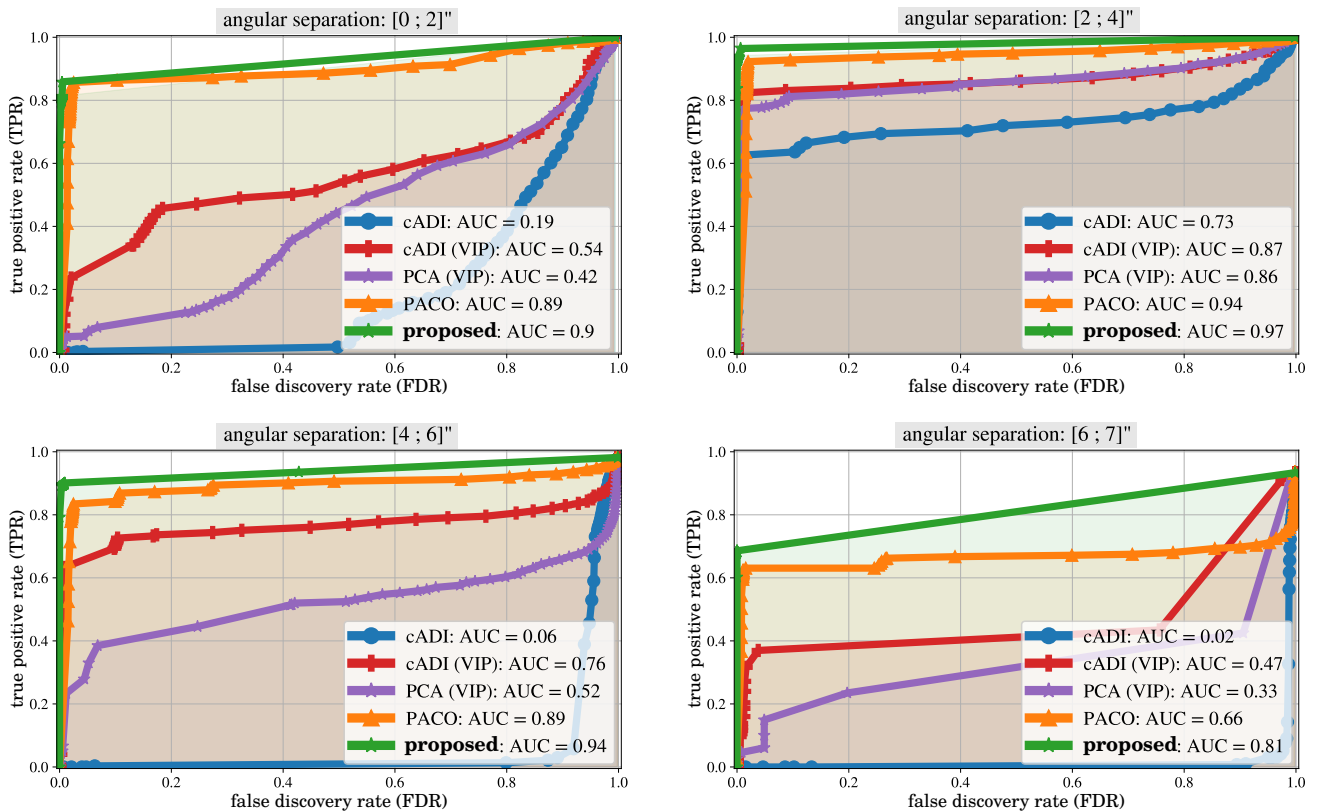 angular separation: [0 ; 2]"
true positive rate (TPR)
1.0
0.8
0.6
0.4
0.2
0.0
cADI: AUC = 0.19
cADI (VIP): AUC = 0.54
PCA (VIP): AUC = 0.42
PACO: AUC = 0.89
proposed: AUC = 0.9
0.0 0.2 0.4 0.6 0.8 1.0
false discovery rate (FDR)
angular separation: [2 ; 4]"
true positive rate (TPR)
1.0
0.8
0.6
0.4
0.2
0.0
cADI: AUC = 0.73
cADI (VIP): AUC = 0.87
PCA (VIP): AUC = 0.86
PACO: AUC = 0.94
proposed: AUC = 0.97
0.0 0.2 0.4 0.6 0.8 1.0
false discovery rate (FDR)
angular separation: [4 ; 6]"
true positive rate (TPR)
1.0
0.8
0.6
0.4
0.2
0.0
cADI: AUC = 0.06
cADI (VIP): AUC = 0.76
PCA (VIP): AUC = 0.52
PACO: AUC = 0.89
proposed: AUC = 0.94
0.0 0.2 0.4 0.6 0.8 1.0
false discovery rate (FDR)
angular separation: [6 ; 7]"
true positive rate (TPR)
1.0
0.8
0.6
0.4
0.2
0.0
cADI: AUC = 0.02
cADI (VIP): AUC = 0.47
PCA (VIP): AUC = 0.33
PACO: AUC = 0.66
proposed: AUC = 0.81
0.0 0.2 0.4 0.6 0.8 1.0
false discovery rate (FDR)